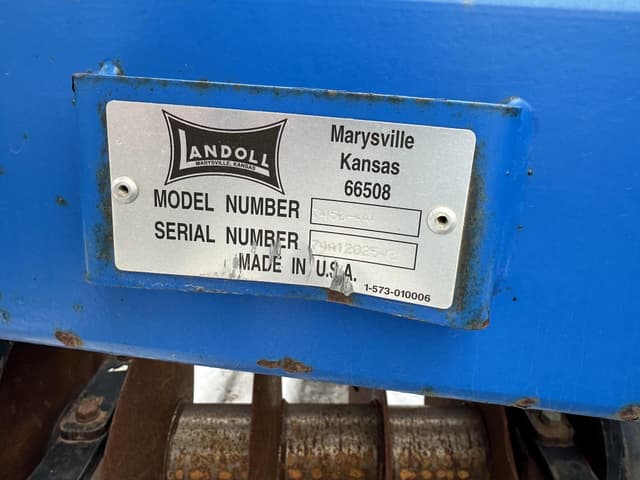 LANDOLL
MARYSVILLE, KANSAS
Marysville
Kansas
66508
MODEL NUMBER
SERIAL NUMBER
MADE IN U.S.A.
1-573-010006